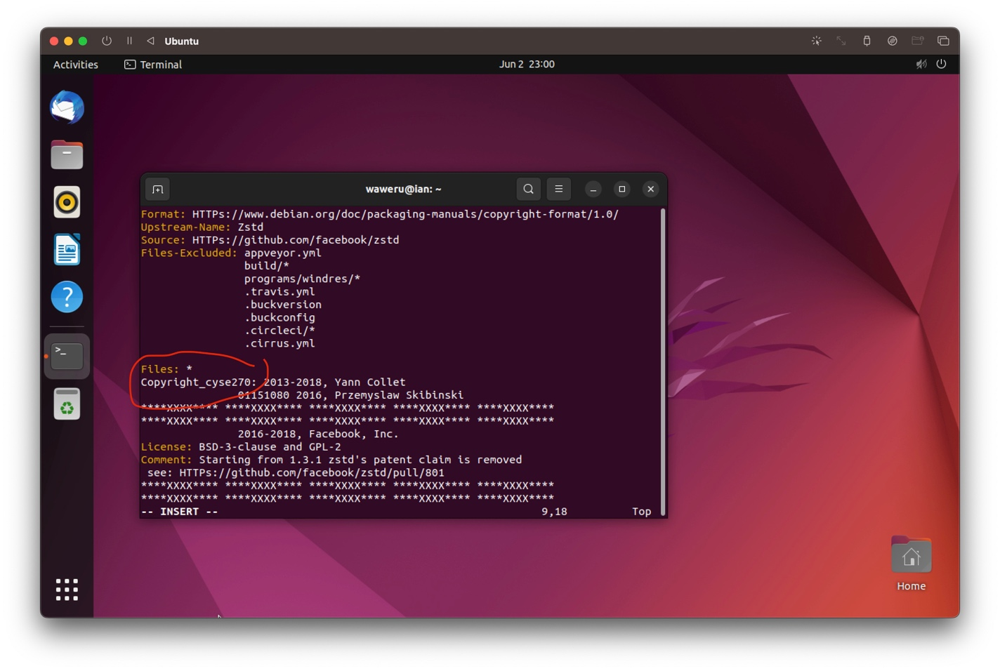 Ubuntu
Activities
Terminal
Jun 2 23:00
waweru@ian: ~
Format: HTTPs://www.debian.org/doc/packaging-manuals/copyright-format/1.0/
Upstream-Name: Zstd
Source: HTTPs://github.com/facebook/zstd
Files-Excluded: appveyor.yml
build/*
programs/windres/*
.travis.yml
.buckversion
.buckconfig
.circleci/*
.cirrus.yml
Files: *
Copyright_cyse270: 2013-2018, Yann Collet
01151080 2016, Przemyslaw Skibinski
****XXXX**** ****XXXX**** ****XXXX**** ****XXXX**** ****XXXX****
****XXXX**** ****XXXX**** ****XXXX**** ****XXXX**** ****XXXX****
2016-2018, Facebook, Inc.
License: BSD-3-clause and GPL-2
Comment: Starting from 1.3.1 zstd's patent claim is removed
see: HTTPs://github.com/facebook/zstd/pull/801
****XXXX**** ****XXXX**** ****XXXX**** ****XXXX**** ****XXXX****
****XXXX**** ****XXXX**** ****XXXX**** ****XXXX**** ****XXXX****
-- INSERT -- 9,18 Top
Home